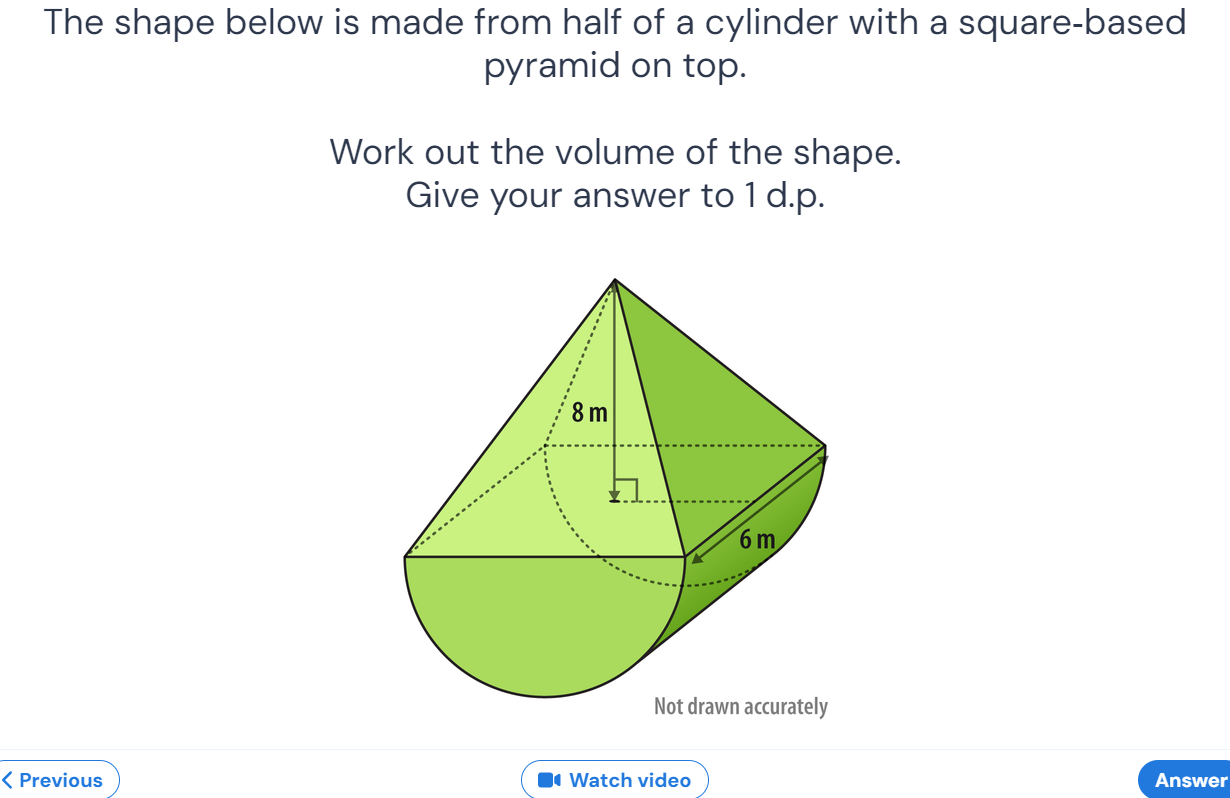 The shape below is made from half of a cylinder with a square-based
pyramid on top.
Work out the volume of the shape.
Give your answer to 1 d.p.
8 m
6 m
Not drawn accurately
Previous
Watch video
Answer